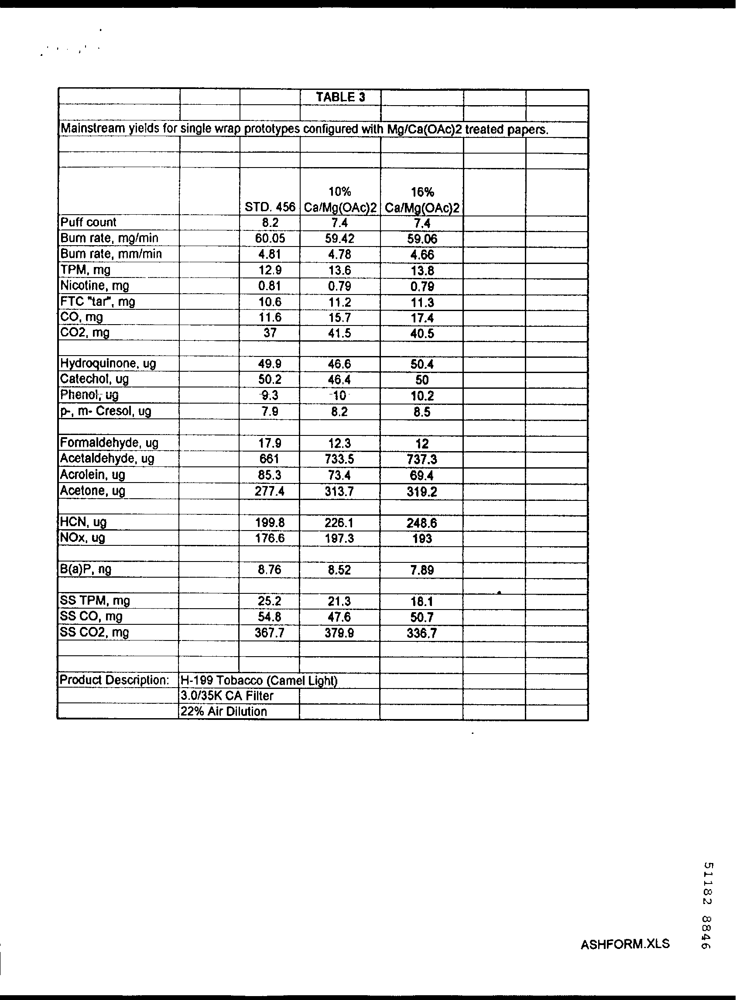 TABLE 3
Mainstream yields for single wrap prototypes configured with Mg/Ca(OAc)2 treated papers.
10% 16%
STD. 456 Ca/Mg(OAc)2 Ca/Mg(OAc)2
Puff count 8.2 7.4 7.4
Burn rate, mg/min 60.05 59.42 59.06
Burn rate, mm/min 4.81 4.78 4.66
TPM, mg 12.9 13.6 13.8
Nicotine, mg 0.81 0.79 0.79
FTC "tar", mg 10.6 11.2 11.3
CO, mg 11.6 15.7 17.4
CO2, mg 37 41.5 40.5
Hydroquinone, ug 49.9 46.6 50.4
Catechol, ug 50.2 46.4 50
Phenol, ug 9.3 10 10.2
p-, m- Cresol, ug 7.9 8.2 8.5
Formaldehyde, ug 17.9 12.3 12
Acetaldehyde, ug 661 733.5 737.3
Acrolein, ug 85.3 73.4 69.4
Acetone, ug 277.4 313.7 319.2
HCN, ug 199.8 226.1 248.6
NOx, ug 176.6 197.3 193
B(a)P, ng 8.76 8.52 7.89
SS TPM, mg 25.2 21.3 18.1
SS CO, mg 54.8 47.6 50.7
SS CO2, mg 367.7 379.9 336.7
Product Description: H-199 Tobacco (Camel Light)
3.0/35K CA Filter
22% Air Dilution
51182 8846
ASHFORM.XLS